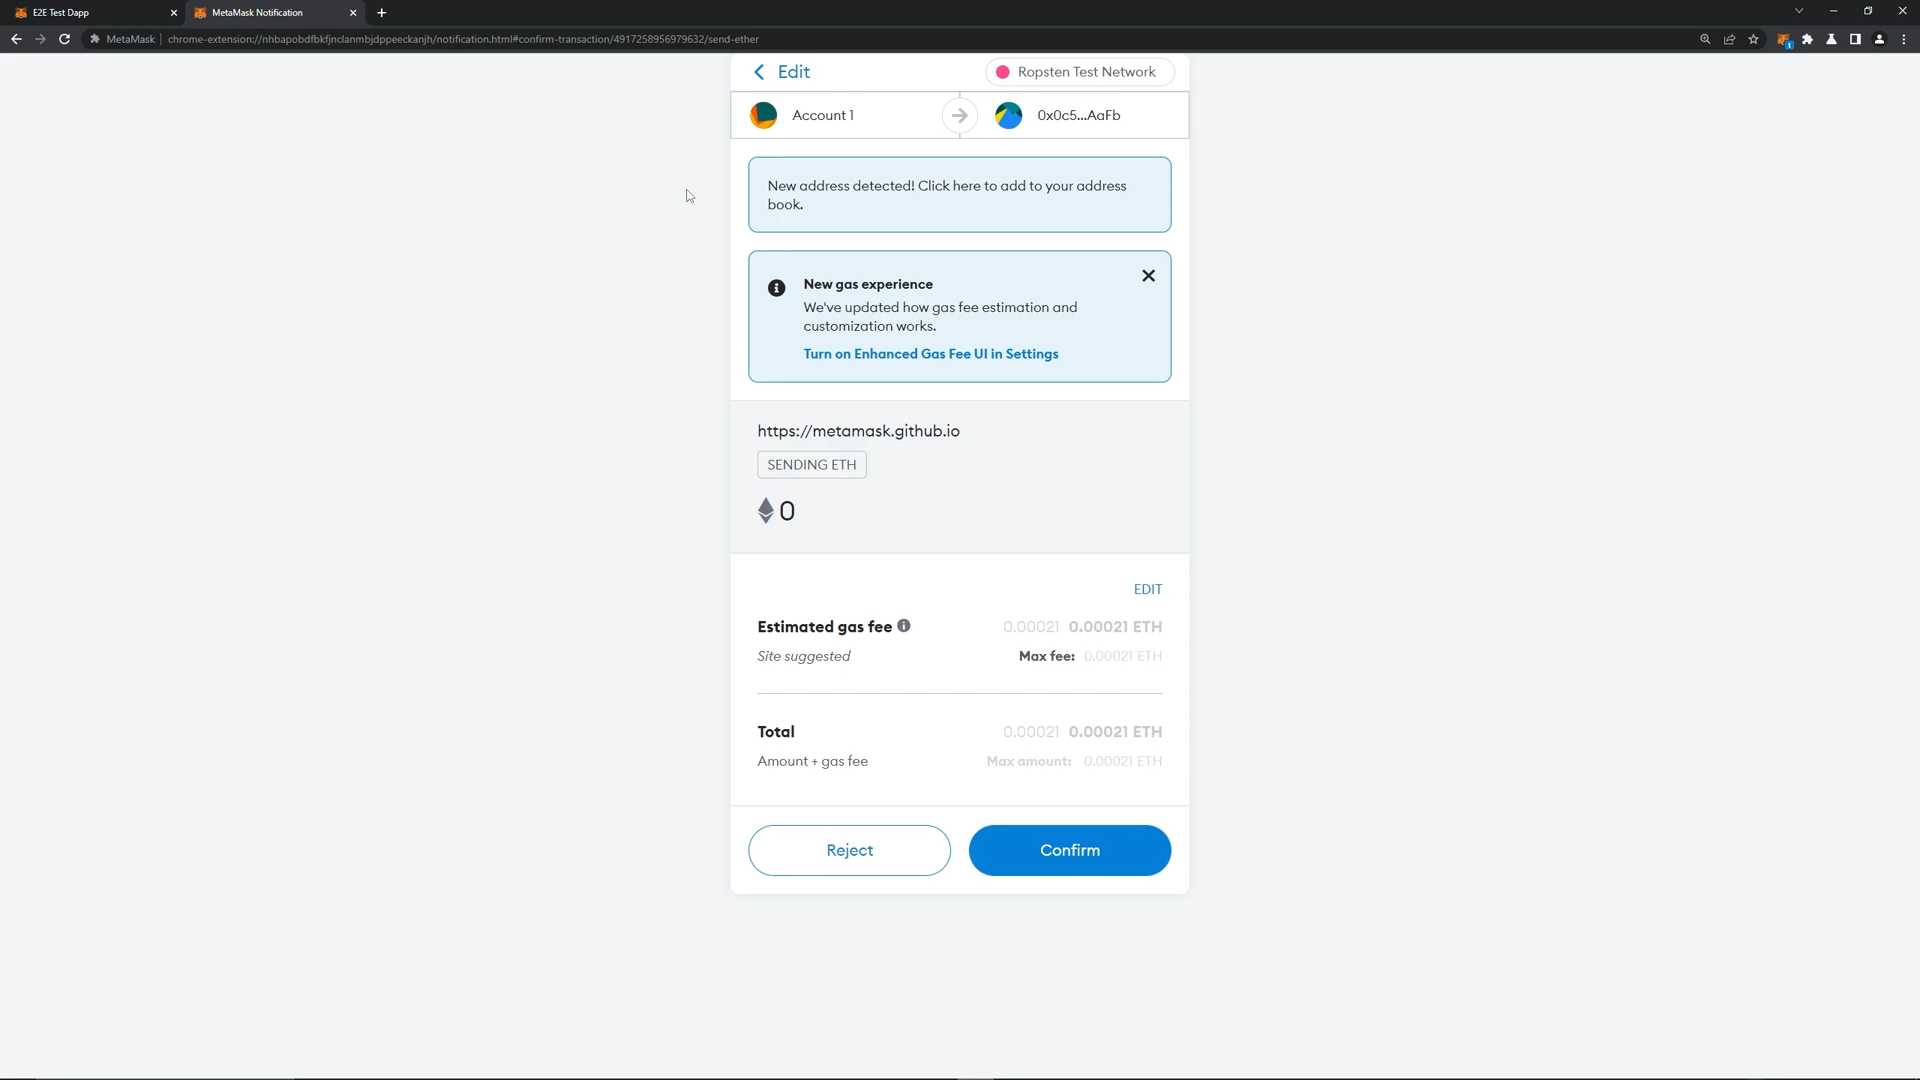 E2E Test Dapp
MetaMask Notification
MetaMask
chrome-extension://nhbapobdfbkfjnclanmbjdppeeckanjh/notification.html#confirm-transaction/4917258956979632/send-ether
1
Edit
Ropsten Test Network
Account 1
0x0c5...AaFb
New address detected! Click here to add to your address
book.
New gas experience
We've updated how gas fee estimation and
customization works.
Turn on Enhanced Gas Fee UI in Settings
https://metamask.github.io
SENDING ETH
0
EDIT
Estimated gas fee 0.00021 0.00021 ETH
Site suggested Max fee: 0.00021 ETH
Total 0.00021 0.00021 ETH
Amount + gas fee Max amount: 0.00021 ETH
Reject
Confirm